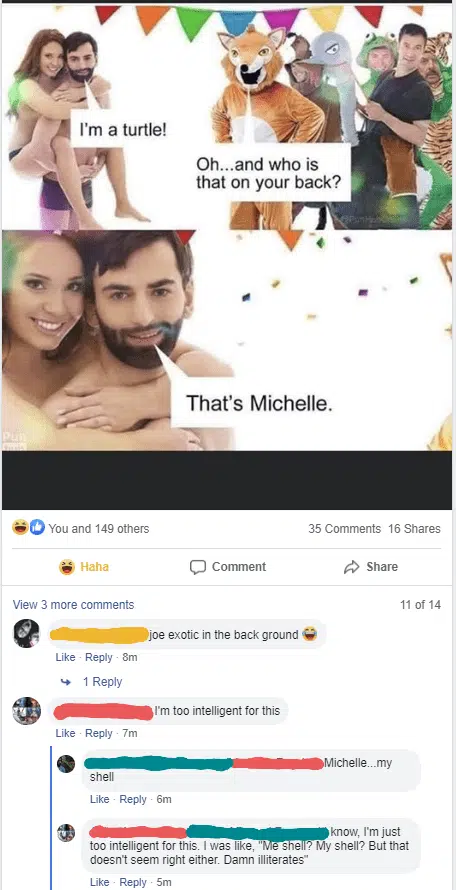 I'm a turtle!
Oh...and who is
that on your back?
That's Michelle.
Pun
You and 149 others
35 Comments 16 Shares
Haha
Comment
Share
View 3 more comments
11 of 14
joe exotic in the back ground
Like · Reply · 8m
1 Reply
I'm too intelligent for this
Like · Reply · 7m
Michelle...my
shell
Like · Reply · 6m
know, I'm just
too intelligent for this. I was like, "Me shell? My shell? But that
doesn't seem right either. Damn illiterates"
Like · Reply · 5m